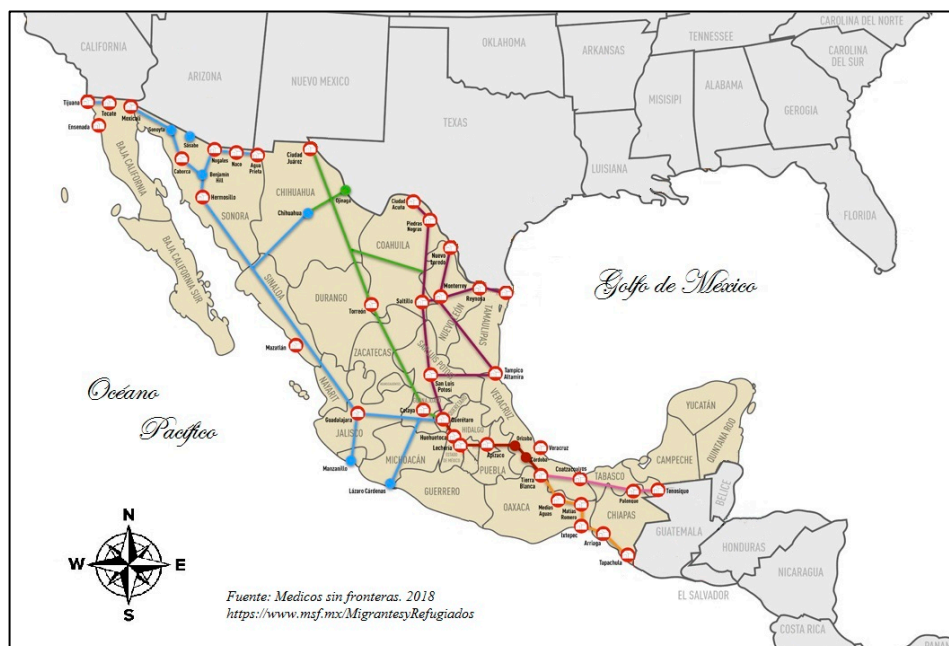 CAROLINA DEL NORTE
CALIFORNIA
OKLAHOMA
TENNESSEE
ARKANSAS
CAROLINA
DEL SUR
ARIZONA
NUEVO MEXICO
MISISIPI
ALABAMA
GEROGIA
TEXAS
LUISIANA
FLORIDA
Tijuana
Tecate
Mexicali
Ensenada
Sonoyta
Sásabe
Caborca
Nogales
Naco
Agua
Prieta
Benjamín
Hill
Hermosillo
Ciudad
Juárez
BAJA CALIFORNIA
SONORA
CHIHUAHUA
Chihuahua
Ojinaga
Ciudad
Acuña
Piedras
Negras
COAHUILA
Nuevo
Laredo
BAJA CALIFORNIA SUR
SINALOA
DURANGO
Torreón
Saltillo
Monterrey
Reynosa
NUEVO LEÓN
TAMAULIPAS
Golfo de México
Mazatlán
ZACATECAS
SAN LUIS POTOSÍ
San Luis
Potosí
Tampico
Altamira
NAYARIT
Océano
Pacífico
Guadalajara
JALISCO
Celaya
Querétaro
HIDALGO
VERACRUZ
Huehuetoca
Lechería
Apizaco
Orizaba
Córdoba
Veracruz
YUCATÁN
QUINTANA ROO
CAMPECHE
Manzanillo
MICHOACÁN
Lázaro Cárdenas
PUEBLA
Tierra
Blanca
Coatzacoalcos
TABASCO
Palenque
Tenosique
BELICE
GUERRERO
OAXACA
Medias
Aguas
Matías
Romero
Ixtepec
CHIAPAS
Arriaga
Tapachula
GUATEMALA
HONDURAS
EL SALVADOR
NICARAGUA
COSTA RICA
N
W
E
S
Fuente: Medicos sin fronteras. 2018
https://www.msf.mx/MigrantesyRefugiados